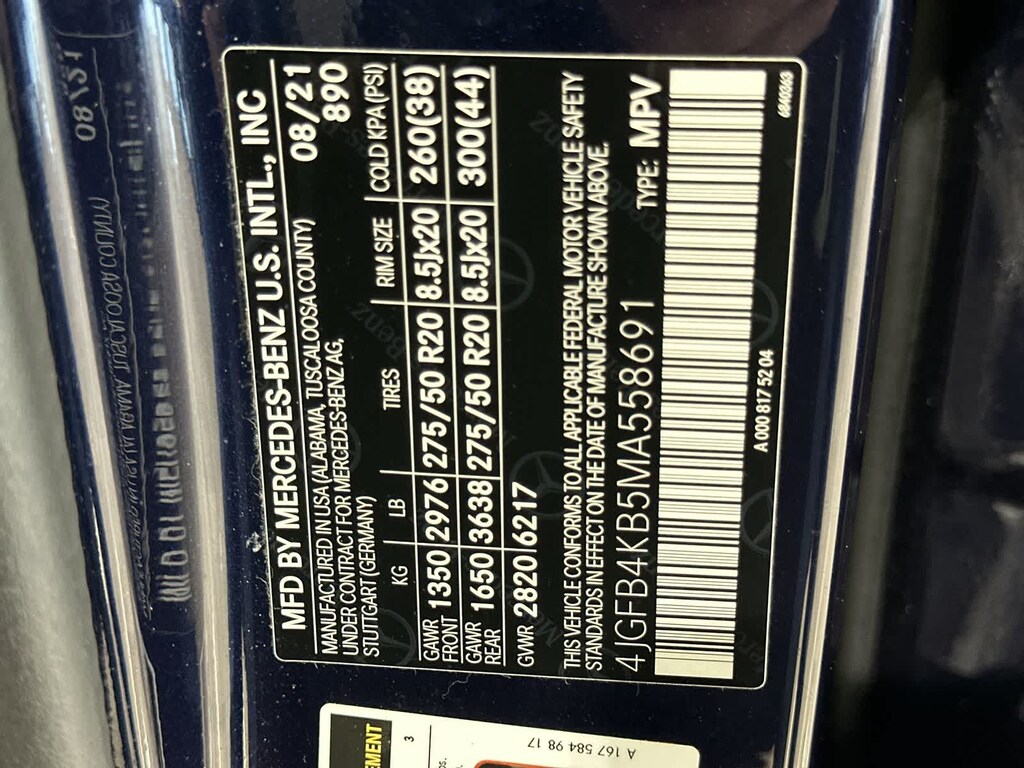 MFD BY MERCEDES-BENZ U.S. INTL., INC
MANUFACTURED IN USA (ALABAMA, TUSCALOOSA COUNTY) 08/21
UNDER CONTRACT FOR MERCEDES-BENZ AG, 890
STUTTGART (GERMANY)
KG LB TIRES RIM SIZE COLD KPA (PSI)
GAWR FRONT 1350 2976 275/50 R20 8.5Jx20 260(38)
GAWR REAR 1650 3638 275/50 R20 8.5Jx20 300(44)
GWR 2820 6217
THIS VEHICLE CONFORMS TO ALL APPLICABLE FEDERAL MOTOR VEHICLE SAFETY
STANDARDS IN EFFECT ON THE DATE OF MANUFACTURE SHOWN ABOVE.
4JGFB4KB5MA558691 TYPE: MPV
A 000 817 52 04
EMENT
3
A 167 584 98 17